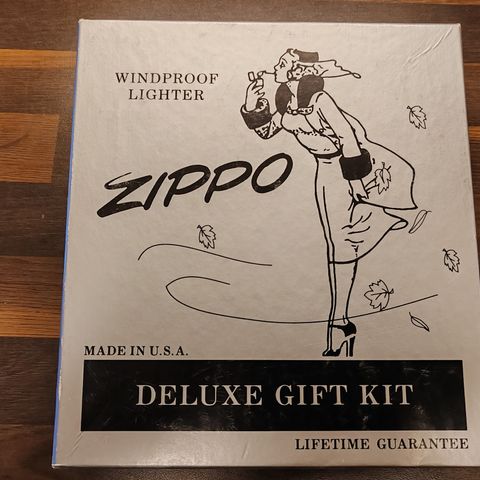 WINDPROOF
LIGHTER
ZIPPO
MADE IN U.S.A.
DELUXE GIFT KIT
LIFETIME GUARANTEE